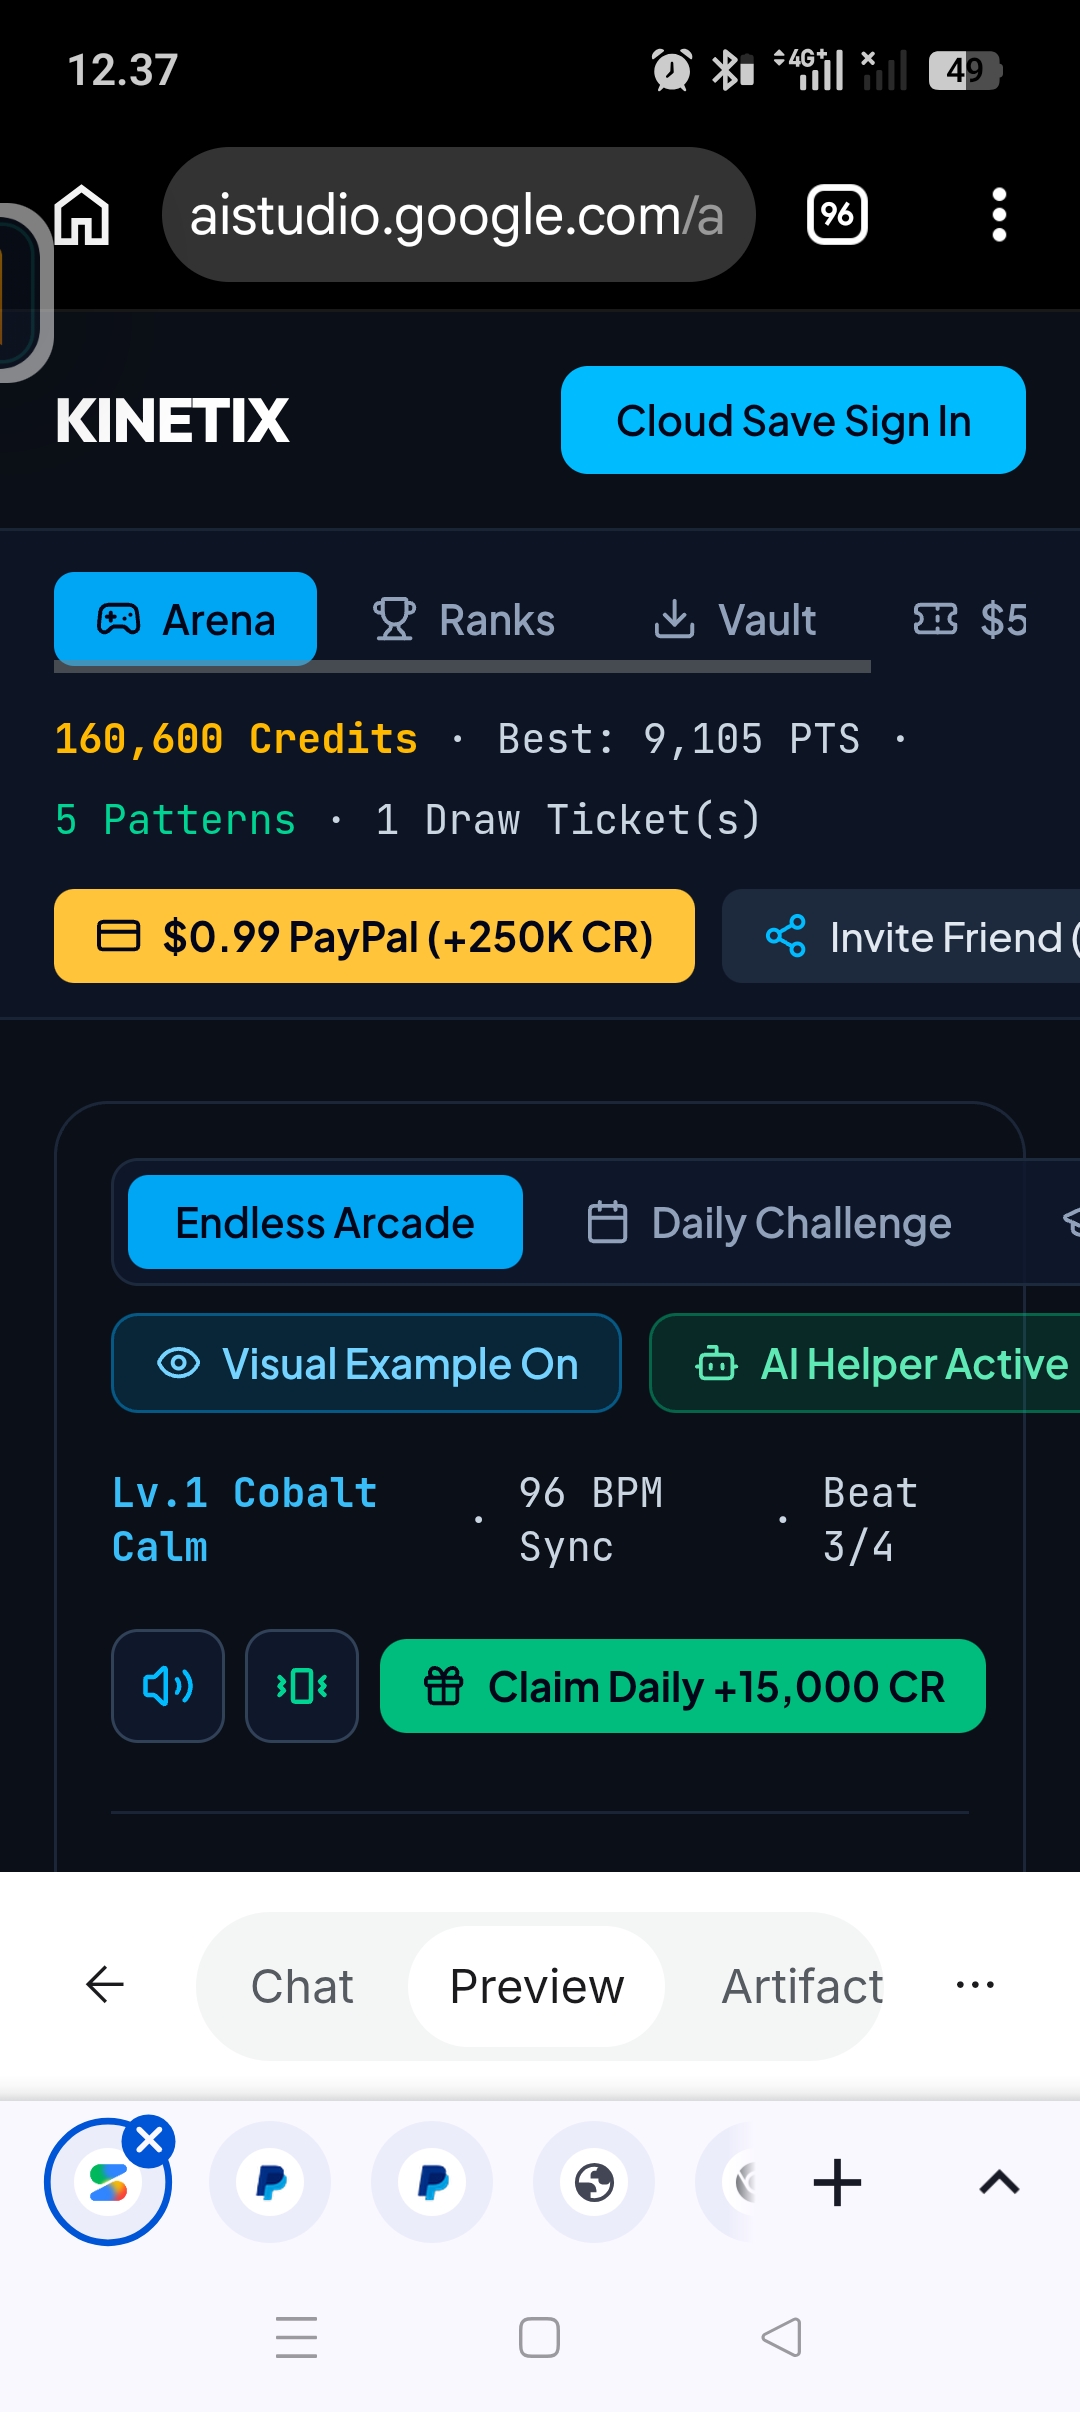 12.37
4G+
49
aistudio.google.com/a
96
KINETIX
Cloud Save Sign In
Arena
Ranks
Vault
$5
160,600 Credits · Best: 9,105 PTS ·
5 Patterns · 1 Draw Ticket(s)
$0.99 PayPal (+250K CR)
Invite Friend (
Endless Arcade
Daily Challenge
Visual Example On
AI Helper Active
Lv.1 Cobalt
Calm
·
96 BPM
Sync
·
Beat
3/4
Claim Daily +15,000 CR
Chat
Preview
Artifact